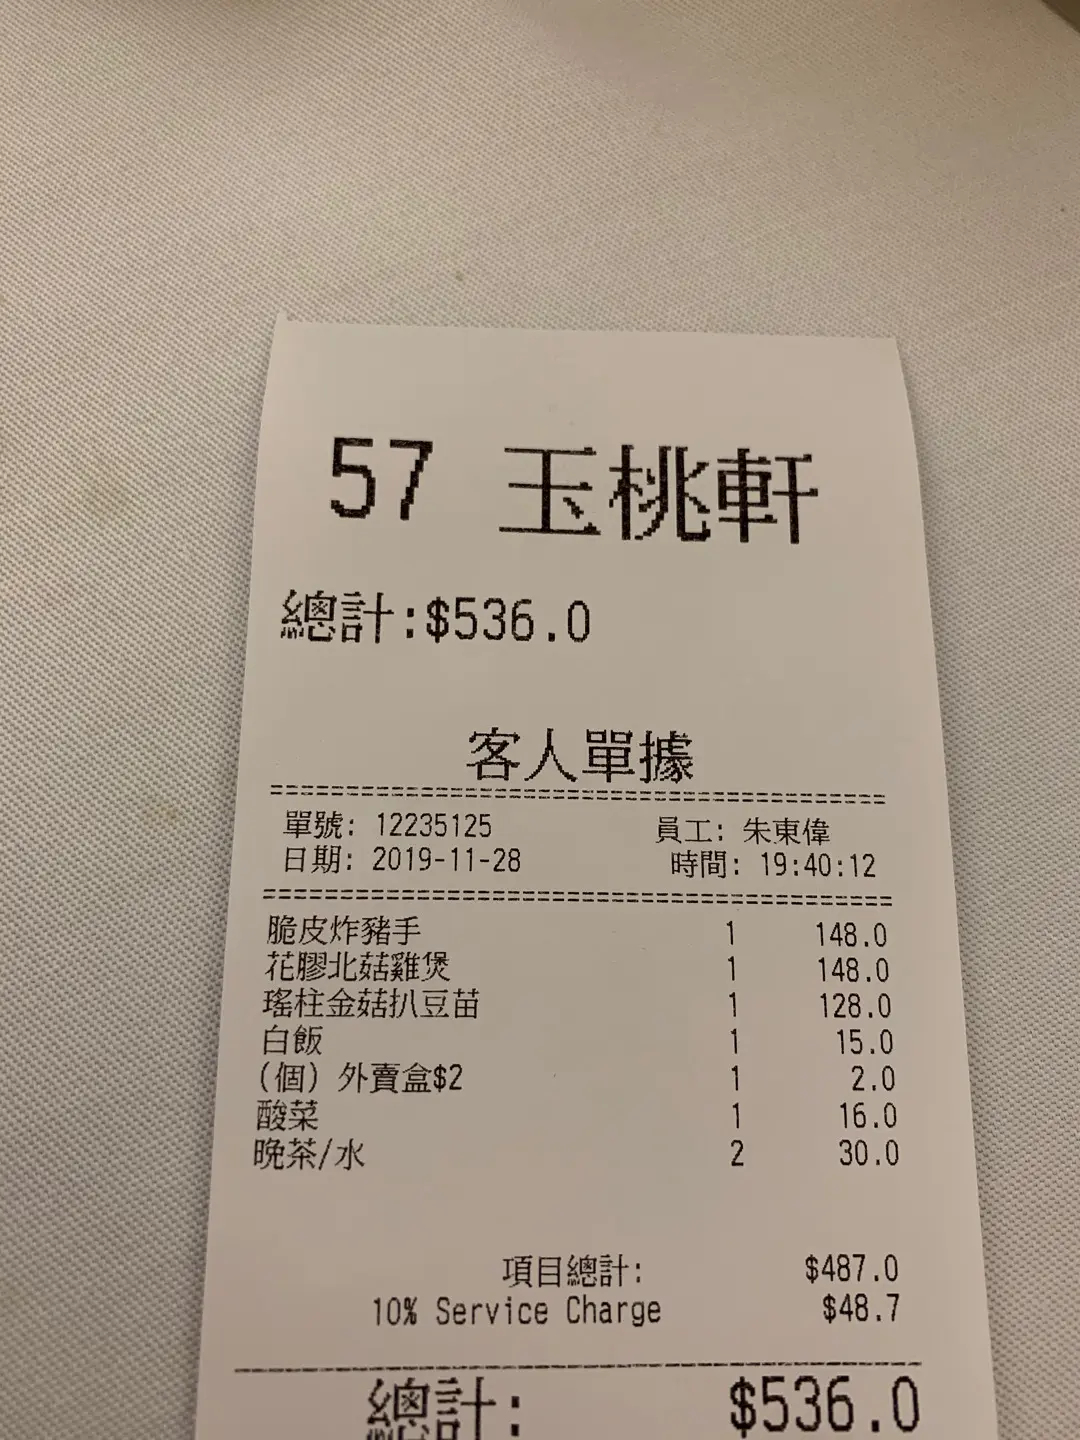 57 玉桃軒
總計:$536.0
客人單據
單號: 12235125 員工: 朱東偉
日期: 2019-11-28 時間: 19:40:12
脆皮炸豬手 1 148.0
花膠北菇雞煲 1 148.0
瑤柱金菇扒豆苗 1 128.0
白飯 1 15.0
(個) 外賣盒$2 1 2.0
酸菜 1 16.0
晚茶/水 2 30.0
項目總計: $487.0
10% Service Charge $48.7
總計: $536.0